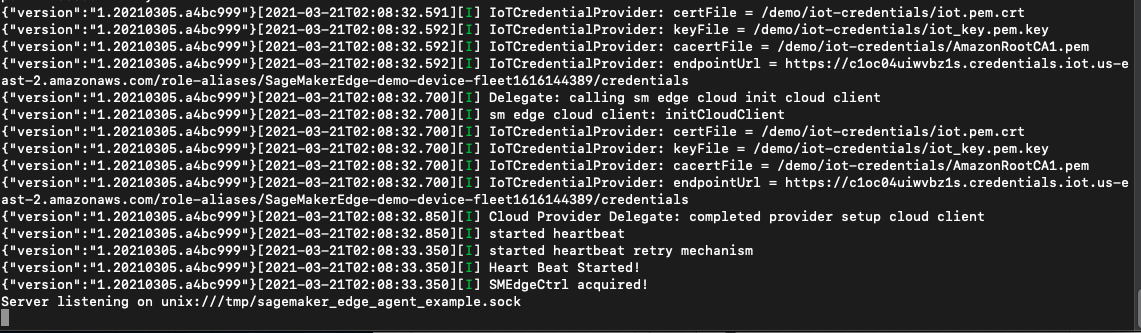 {"version":"1.20210305.a4bc999"}[2021-03-21T02:08:32.591][I] IoTCredentialProvider: certFile = /demo/iot-credentials/iot.pem.crt
{"version":"1.20210305.a4bc999"}[2021-03-21T02:08:32.592][I] IoTCredentialProvider: keyFile = /demo/iot-credentials/iot_key.pem.key
{"version":"1.20210305.a4bc999"}[2021-03-21T02:08:32.592][I] IoTCredentialProvider: cacertFile = /demo/iot-credentials/AmazonRootCA1.pem
{"version":"1.20210305.a4bc999"}[2021-03-21T02:08:32.592][I] IoTCredentialProvider: endpointUrl = https://c1oc04uiwvbz1s.credentials.iot.us-e
ast-2.amazonaws.com/role-aliases/SageMakerEdge-demo-device-fleet1616144389/credentials
{"version":"1.20210305.a4bc999"}[2021-03-21T02:08:32.700][I] Delegate: calling sm edge cloud init cloud client
{"version":"1.20210305.a4bc999"}[2021-03-21T02:08:32.700][I] sm edge cloud client: initCloudClient
{"version":"1.20210305.a4bc999"}[2021-03-21T02:08:32.700][I] IoTCredentialProvider: certFile = /demo/iot-credentials/iot.pem.crt
{"version":"1.20210305.a4bc999"}[2021-03-21T02:08:32.700][I] IoTCredentialProvider: keyFile = /demo/iot-credentials/iot_key.pem.key
{"version":"1.20210305.a4bc999"}[2021-03-21T02:08:32.700][I] IoTCredentialProvider: cacertFile = /demo/iot-credentials/AmazonRootCA1.pem
{"version":"1.20210305.a4bc999"}[2021-03-21T02:08:32.700][I] IoTCredentialProvider: endpointUrl = https://c1oc04uiwvbz1s.credentials.iot.us-e
ast-2.amazonaws.com/role-aliases/SageMakerEdge-demo-device-fleet1616144389/credentials
{"version":"1.20210305.a4bc999"}[2021-03-21T02:08:32.850][I] Cloud Provider Delegate: completed provider setup cloud client
{"version":"1.20210305.a4bc999"}[2021-03-21T02:08:32.850][I] started heartbeat
{"version":"1.20210305.a4bc999"}[2021-03-21T02:08:33.350][I] started heartbeat retry mechanism
{"version":"1.20210305.a4bc999"}[2021-03-21T02:08:33.350][I] Heart Beat Started!
{"version":"1.20210305.a4bc999"}[2021-03-21T02:08:33.350][I] SMEdgeCtrl acquired!
Server listening on unix:///tmp/sagemaker_edge_agent_example.sock